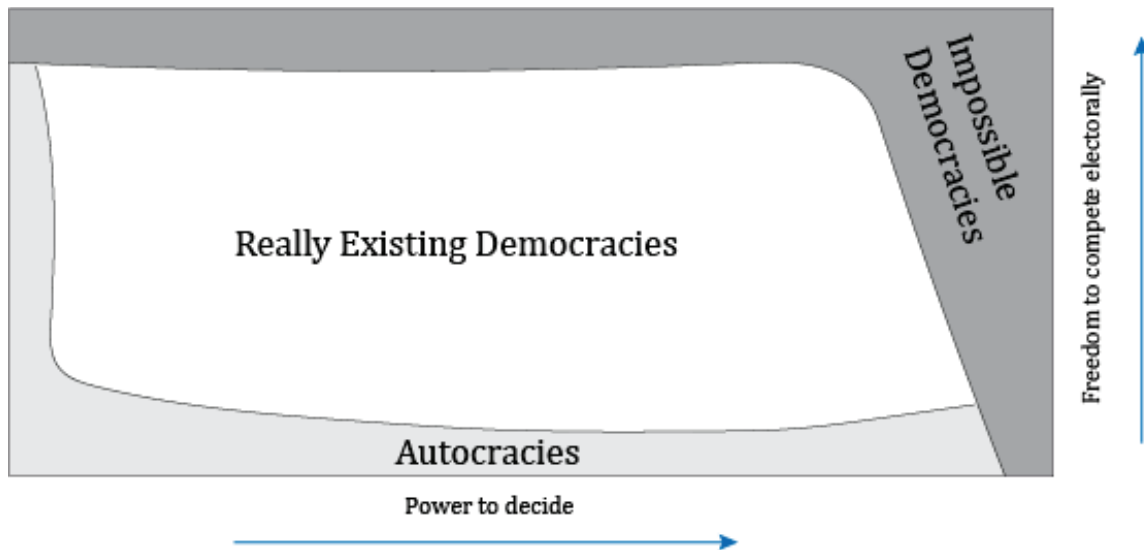 Impossible
Democracies
Freedom to compete electorally
Really Existing Democracies
Autocracies
Power to decide